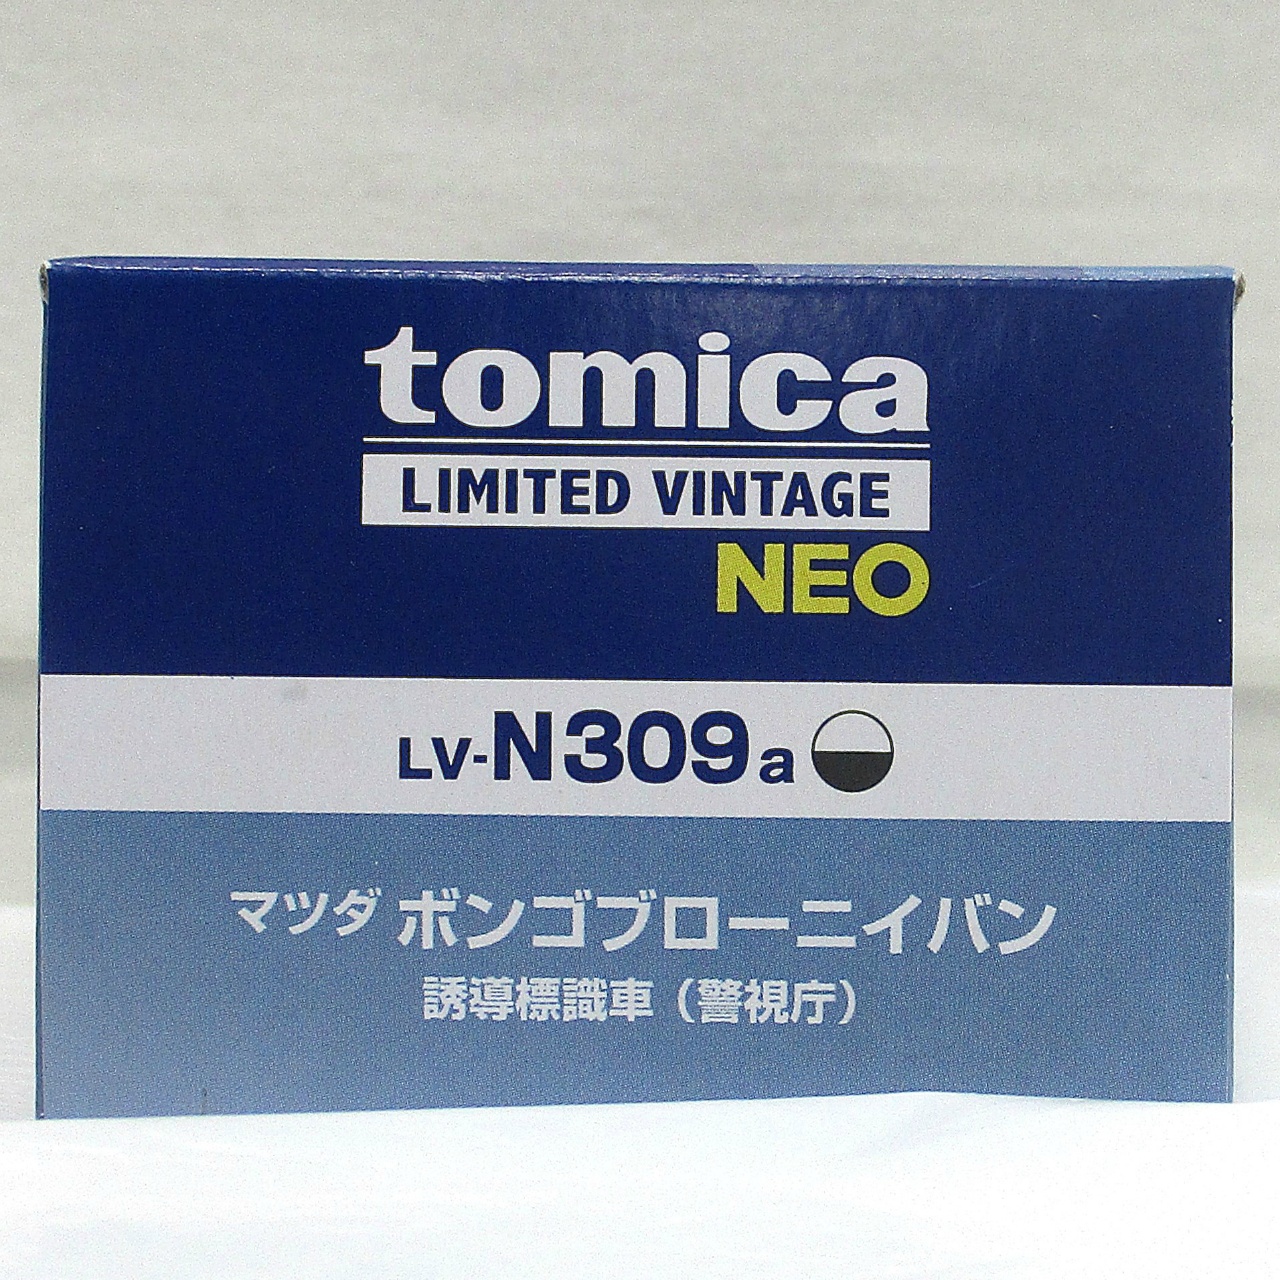 tomica
LIMITED VINTAGE
NEO
LV-N309a
マツダ ボンゴブローニイバン
誘導標識車（警視庁）